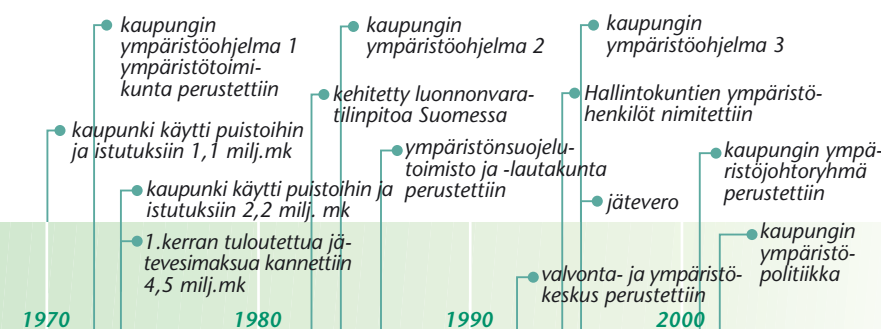 kaupungin
ympäristöohjelma 1
ympäristötoimi-
kunta perustettiin
kaupunki käytti puistoihin
ja istutuksiin 1,1 milj.mk
kaupunki käytti puistoihin ja
istutuksiin 2,2 milj. mk
1.kerran tuloutettua jä-
tevesimaksua kannettiin
4,5 milj.mk
kaupungin
ympäristöohjelma 2
kehitetty luonnonvara-
tilinpitoa Suomessa
ympäristönsuojelu-
toimisto ja -lautakunta
perustettiin
kaupungin
ympäristöohjelma 3
Hallintokuntien ympäristö-
henkilöt nimitettiin
jätevero
valvonta- ja ympäristö-
keskus perustettiin
kaupungin ympä-
ristöjohtoryhmä
perustettiin
kaupungin
ympäristö-
politiikka
1970
1980
1990
2000